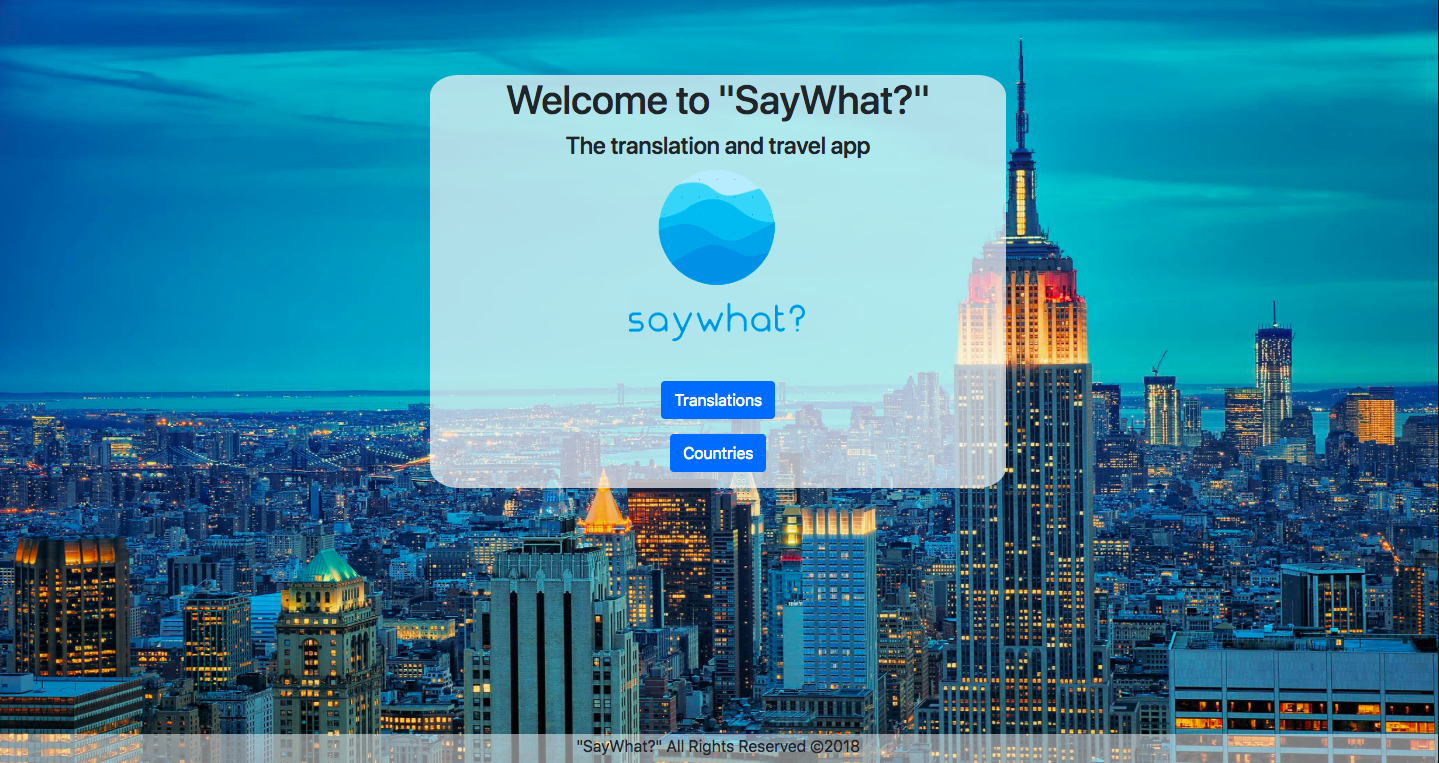 Welcome to "SayWhat?"
The translation and travel app
saywhat?
Translations
Countries
"SayWhat?" All Rights Reserved ©2018